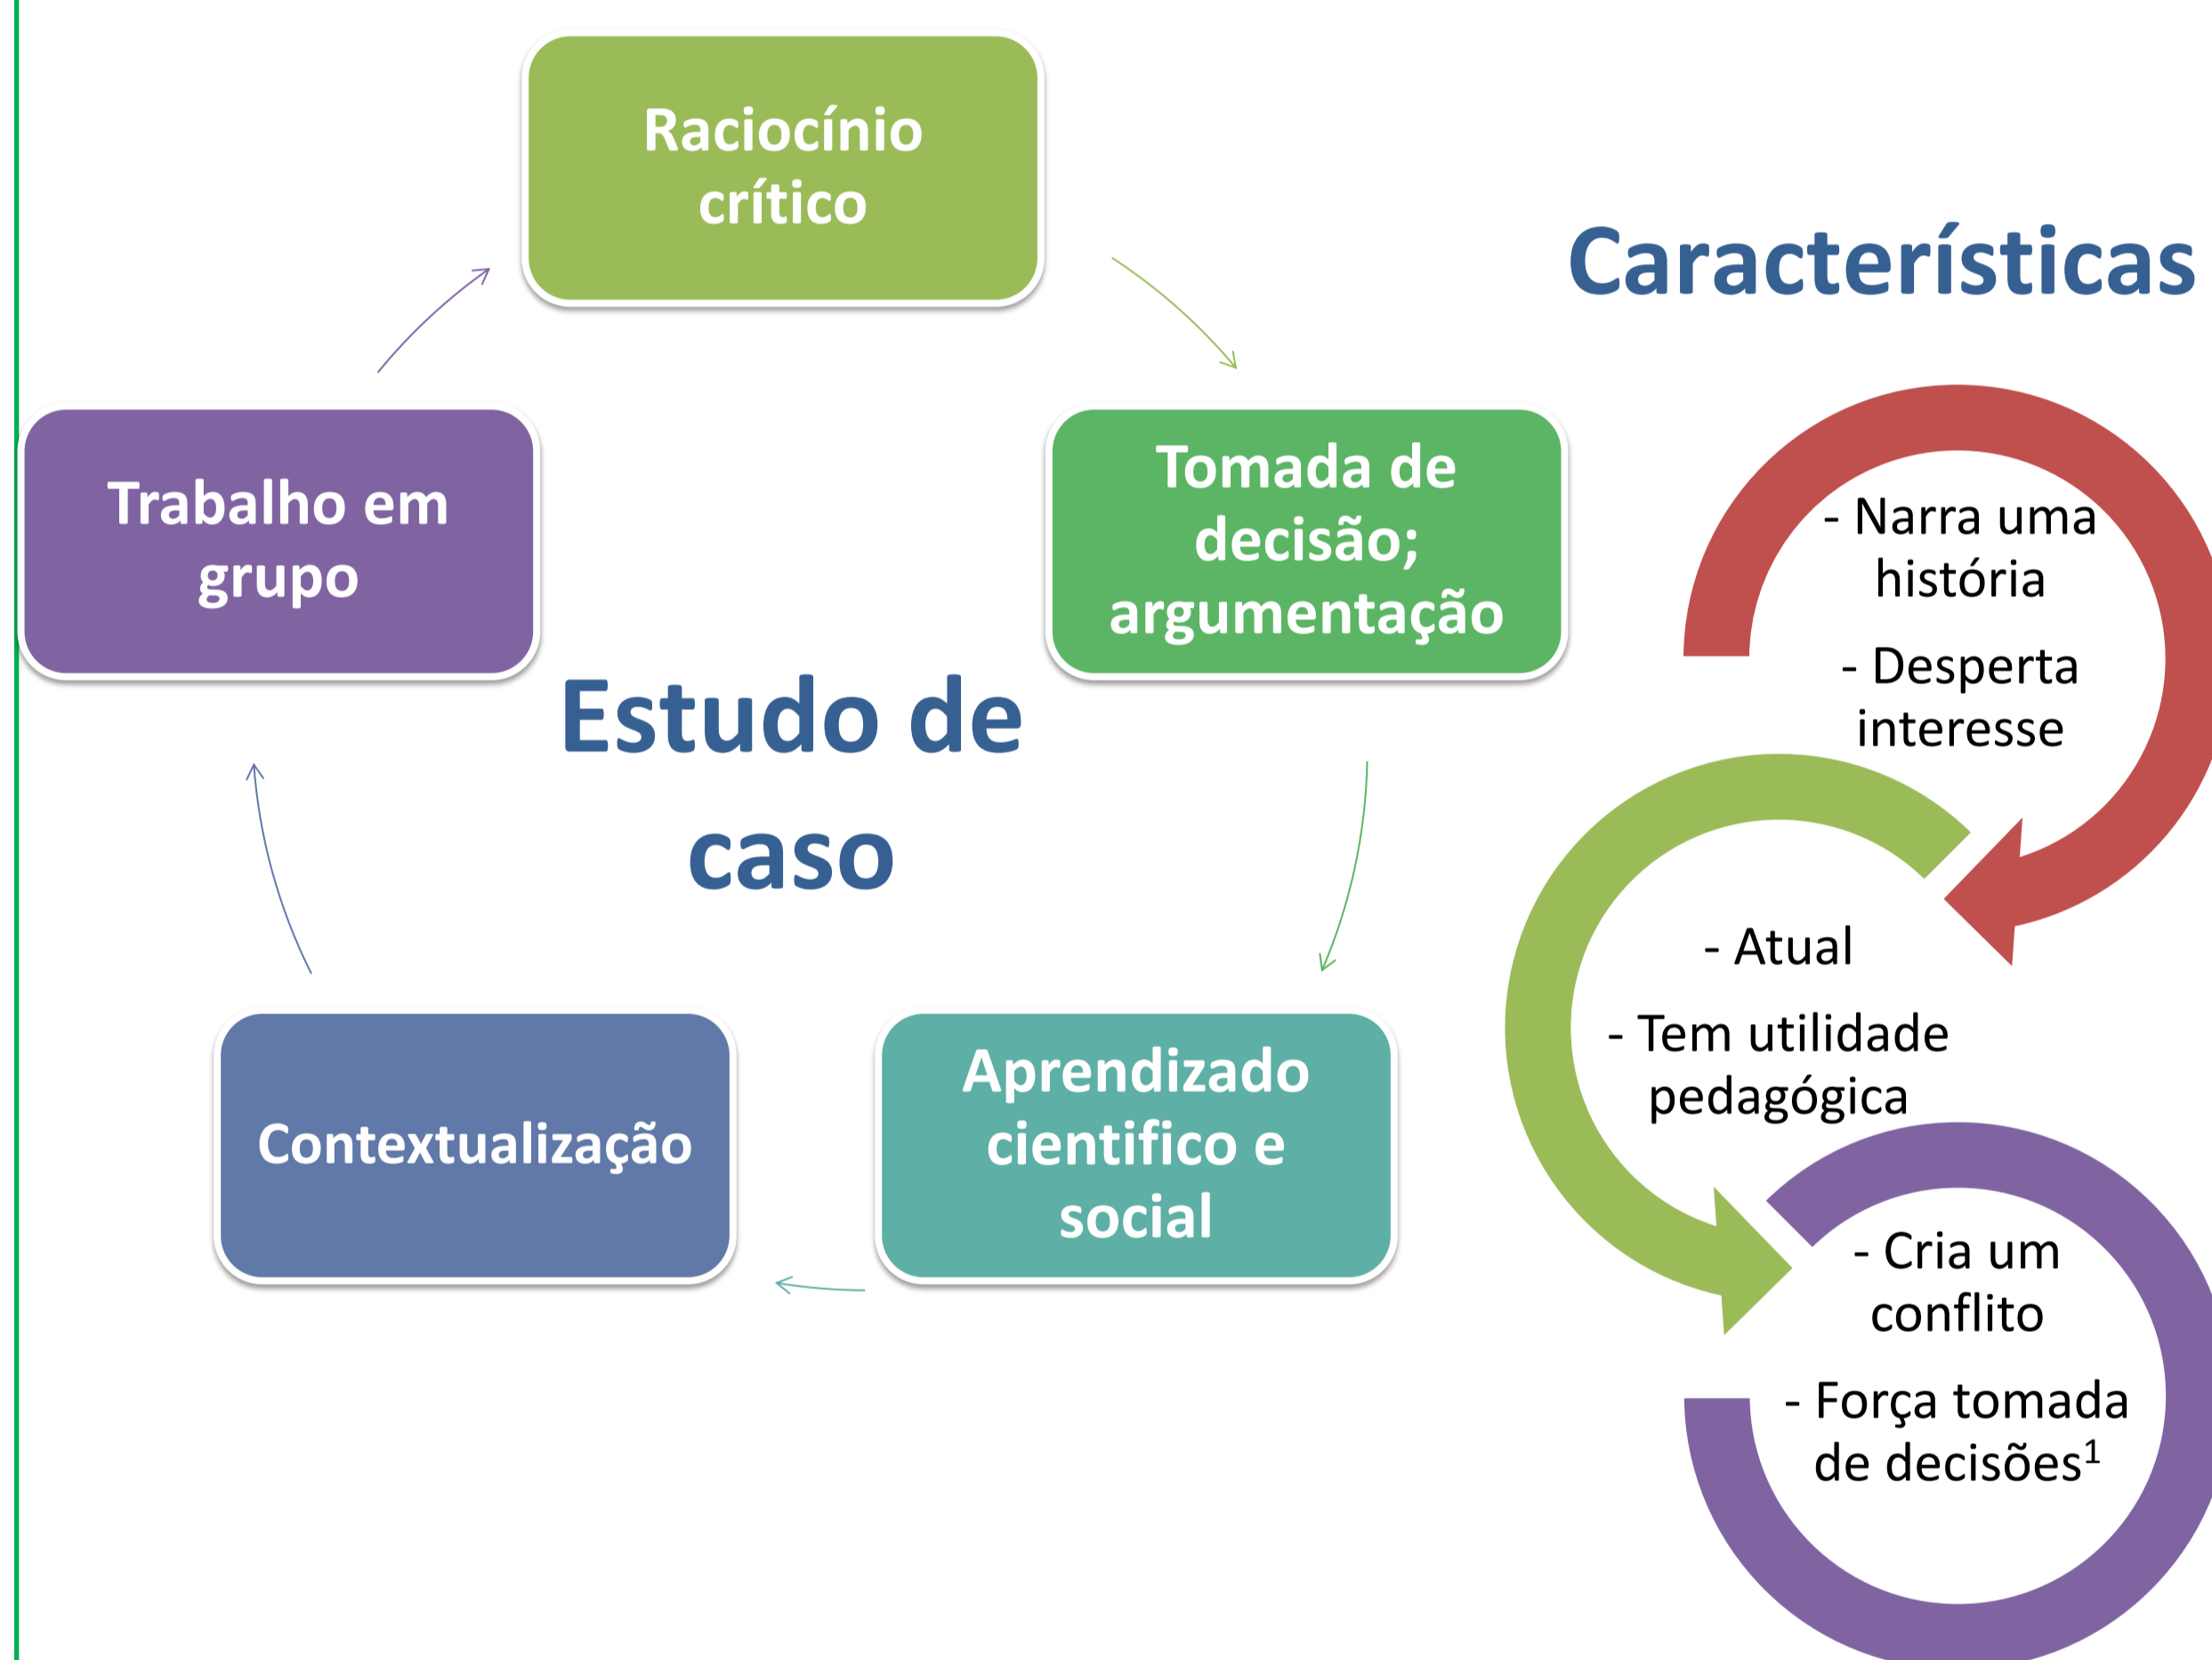 Raciocínio
crítico
Tomada de
decisão;
argumentação
Aprendizado
científico e
social
Contextualização
Trabalho em
grupo
Estudo de
caso
Características
- Narra uma
história
- Desperta
interesse
- Atual
- Tem utilidade
pedagógica
- Cria um
conflito
- Força tomada
de decisões¹